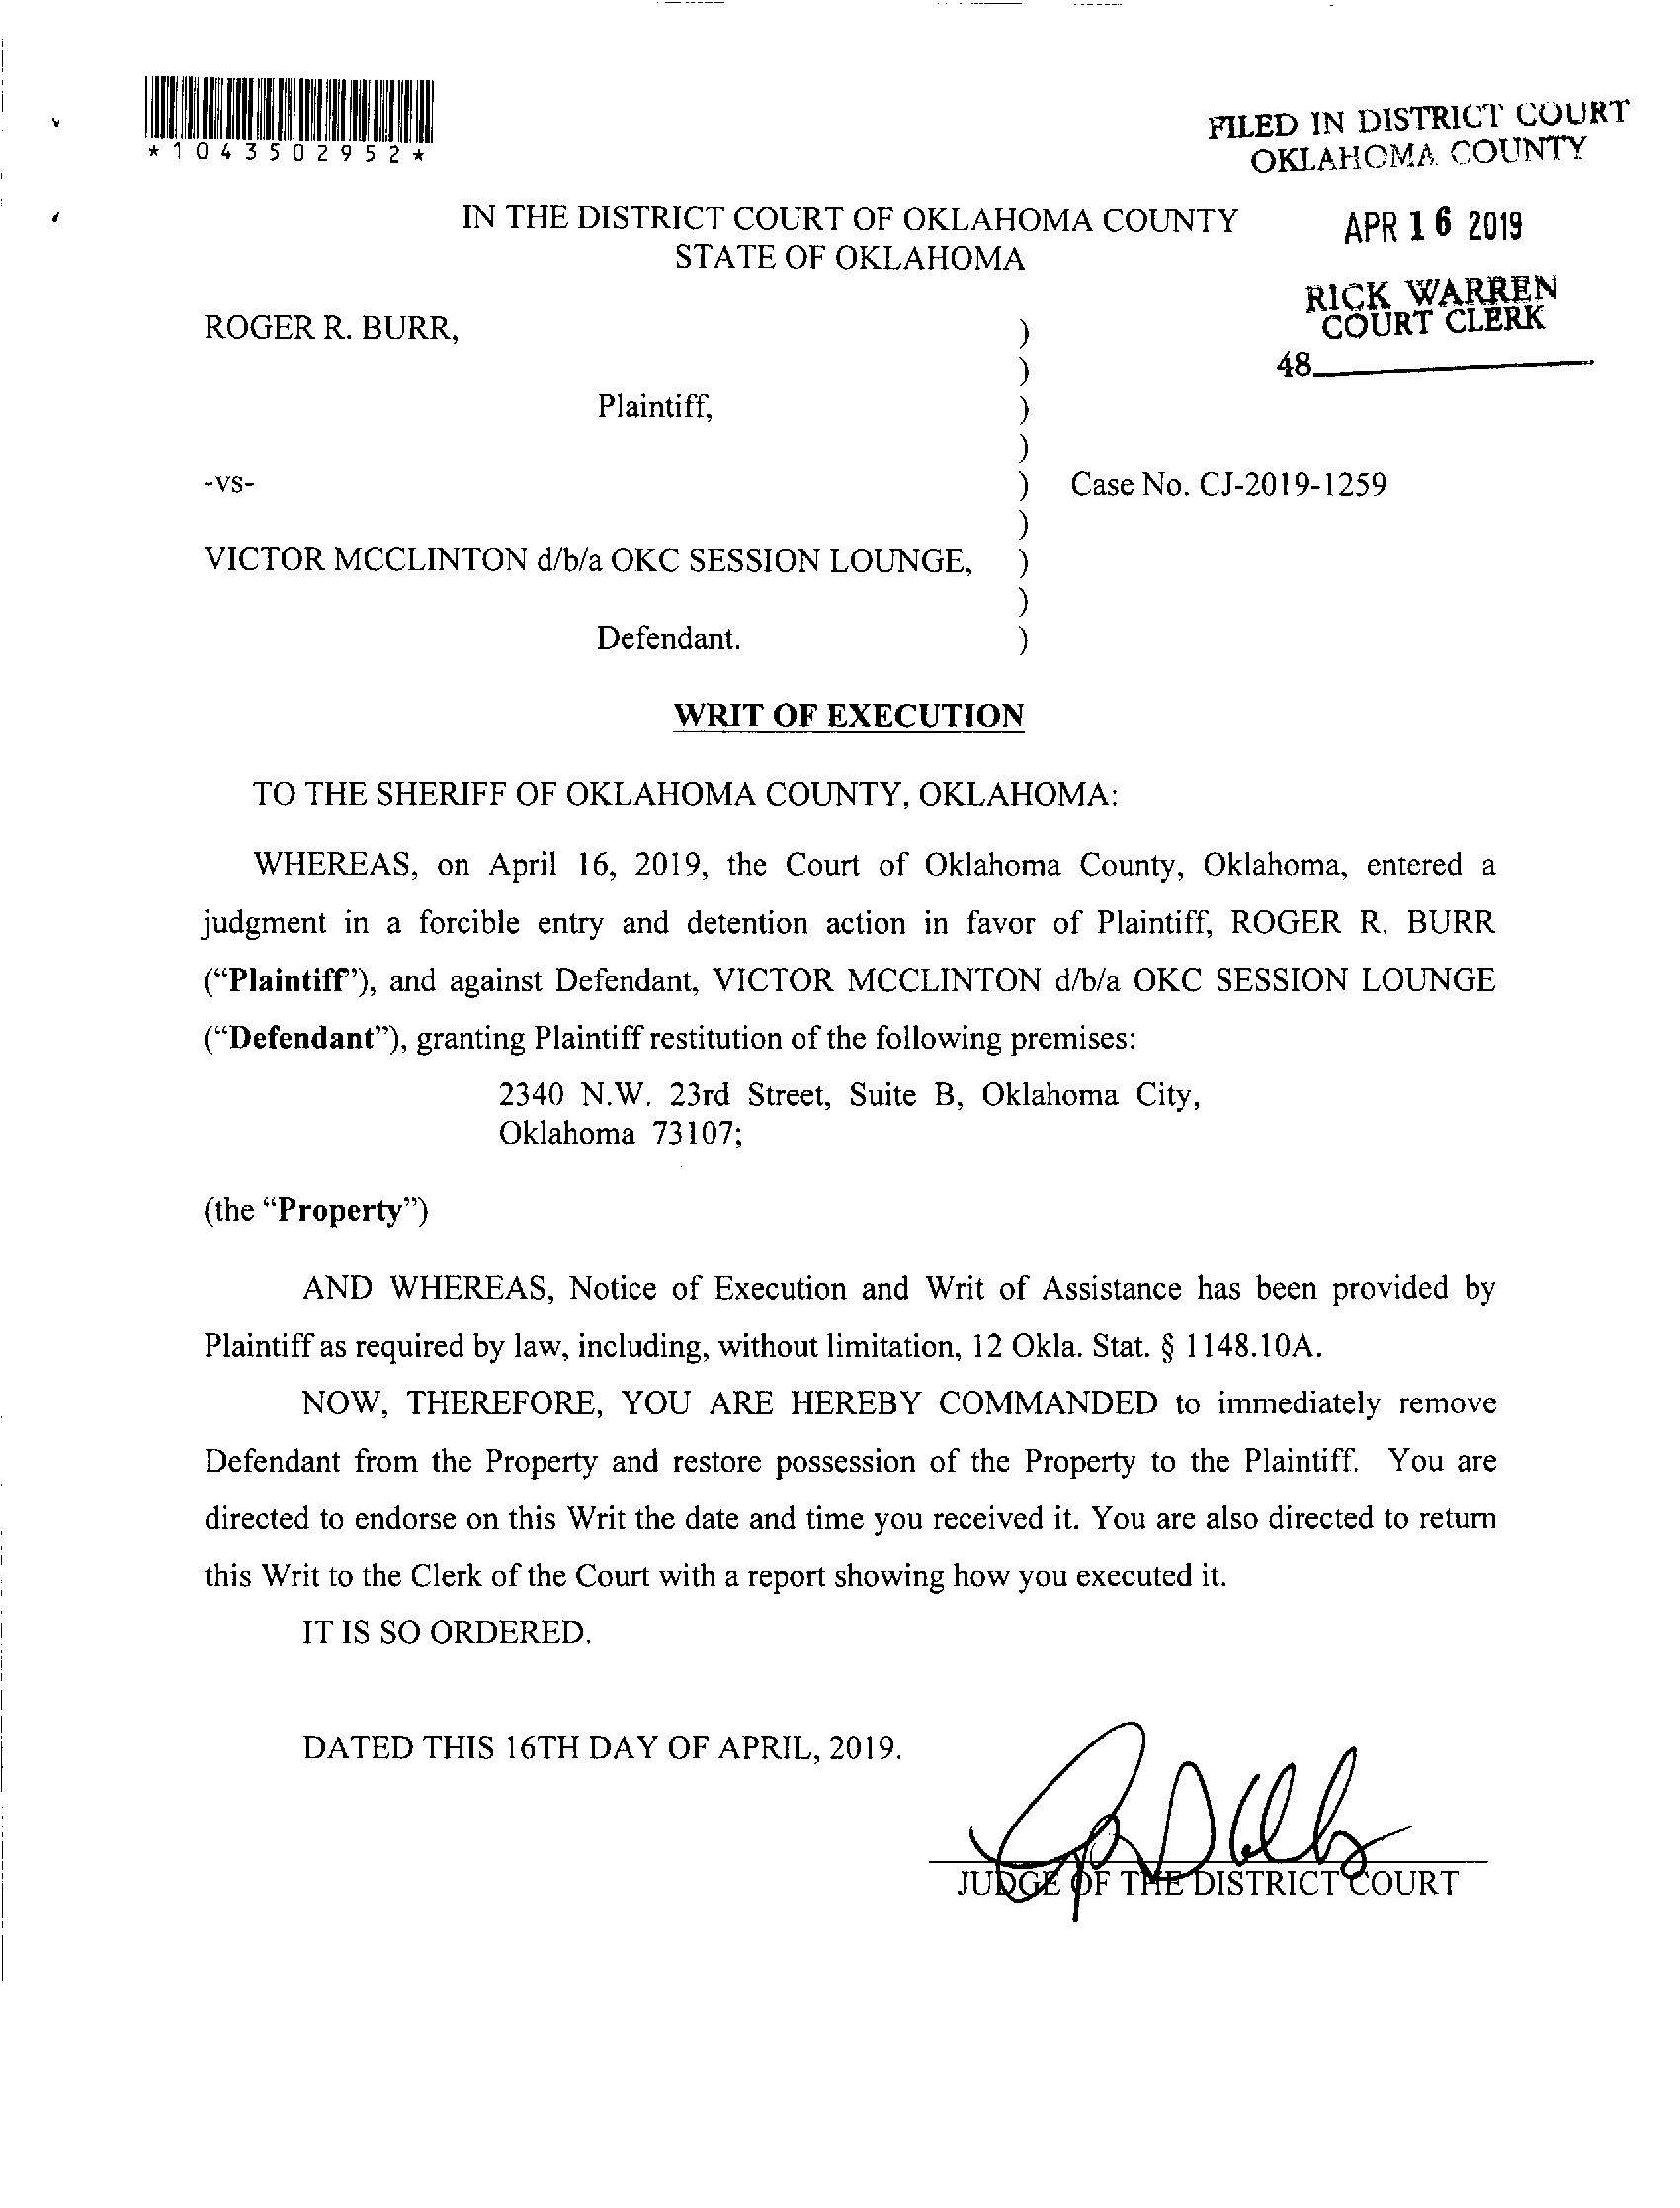 *1043502952*
FILED IN DISTRICT COURT
OKLAHOMA COUNTY
APR 16 2019
RICK WARREN
COURT CLERK
48
IN THE DISTRICT COURT OF OKLAHOMA COUNTY
STATE OF OKLAHOMA
ROGER R. BURR, )
)
Plaintiff, )
)
-vs- ) Case No. CJ-2019-1259
)
VICTOR MCCLINTON d/b/a OKC SESSION LOUNGE, )
)
Defendant. )
WRIT OF EXECUTION
TO THE SHERIFF OF OKLAHOMA COUNTY, OKLAHOMA:
WHEREAS, on April 16, 2019, the Court of Oklahoma County, Oklahoma, entered a
judgment in a forcible entry and detention action in favor of Plaintiff, ROGER R. BURR
("Plaintiff"), and against Defendant, VICTOR MCCLINTON d/b/a OKC SESSION LOUNGE
("Defendant"), granting Plaintiff restitution of the following premises:
2340 N.W. 23rd Street, Suite B, Oklahoma City,
Oklahoma 73107;
(the "Property")
AND WHEREAS, Notice of Execution and Writ of Assistance has been provided by
Plaintiff as required by law, including, without limitation, 12 Okla. Stat. § 1148.10A.
NOW, THEREFORE, YOU ARE HEREBY COMMANDED to immediately remove
Defendant from the Property and restore possession of the Property to the Plaintiff. You are
directed to endorse on this Writ the date and time you received it. You are also directed to return
this Writ to the Clerk of the Court with a report showing how you executed it.
IT IS SO ORDERED.
DATED THIS 16TH DAY OF APRIL, 2019.
JUDGE OF THE DISTRICT COURT